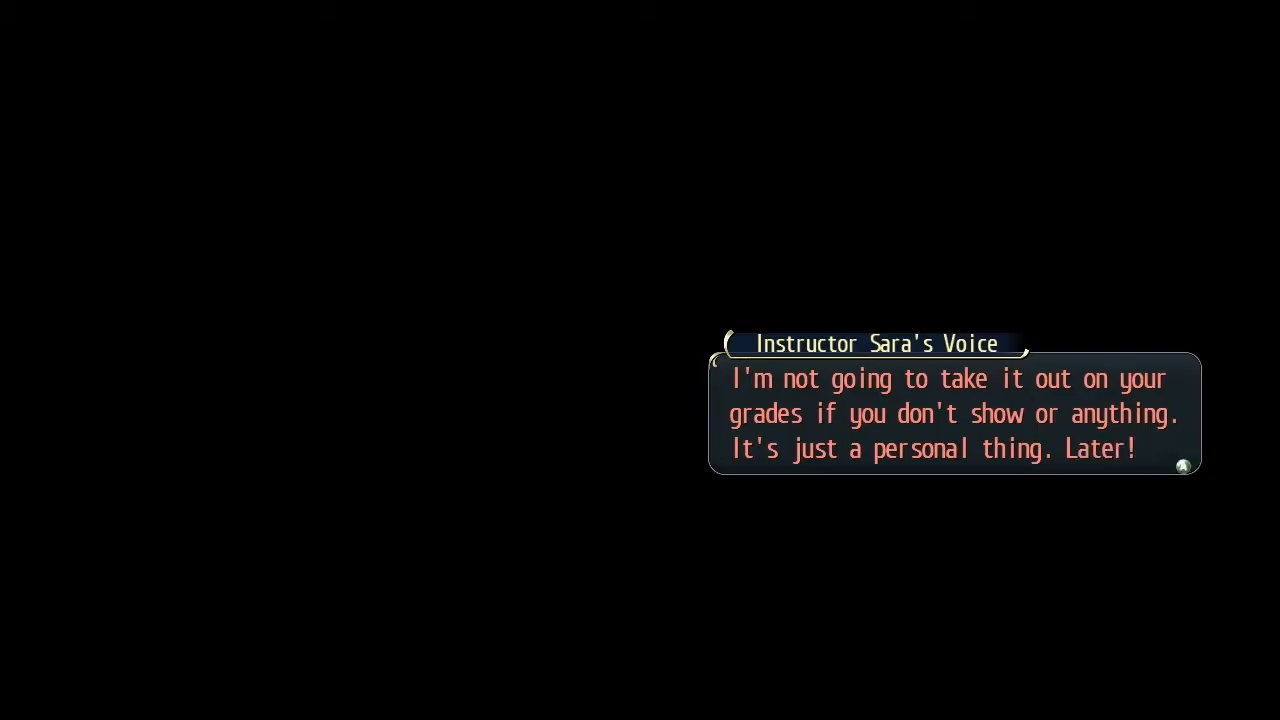 Instructor Sara's Voice
I'm not going to take it out on your
grades if you don't show or anything.
It's just a personal thing. Later!
A